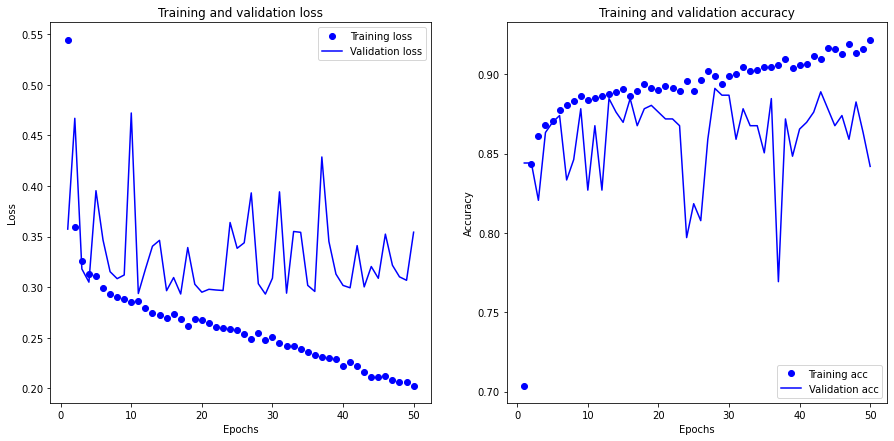 Training and validation loss
Training loss
Validation loss
0.55
0.50
0.45
0.40
0.35
0.30
0.25
0.20
Loss
0 10 20 30 40 50
Epochs
Training and validation accuracy
0.90
0.85
0.80
0.75
0.70
Accuracy
Training acc
Validation acc
0 10 20 30 40 50
Epochs